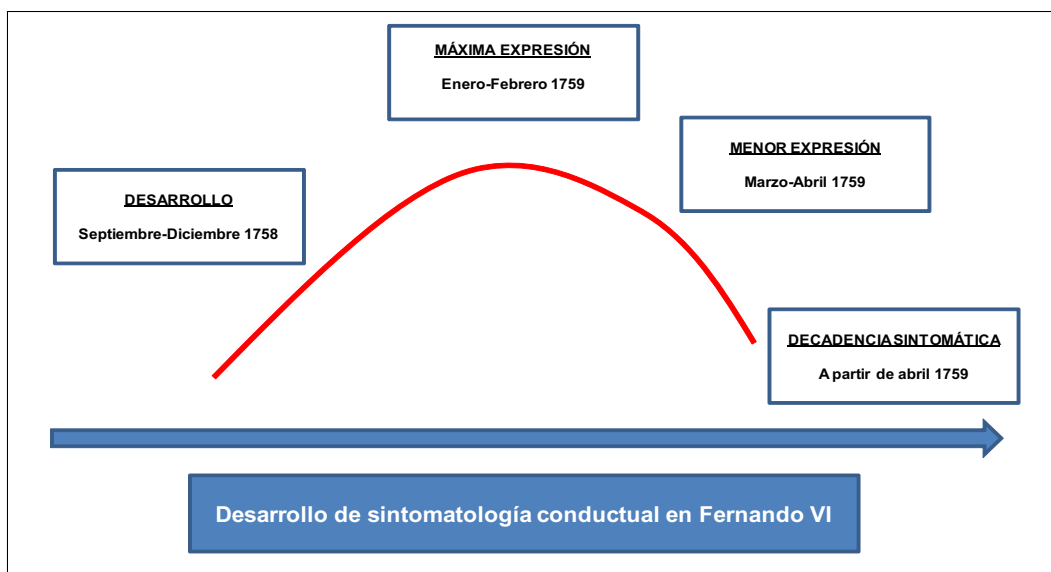 MÁXIMA EXPRESIÓN
Enero-Febrero 1759
MENOR EXPRESIÓN
Marzo-Abril 1759
DESARROLLO
Septiembre-Diciembre 1758
DECADENCIA SINTOMÁTICA
A partir de abril 1759
Desarrollo de sintomatología conductual en Fernando VI